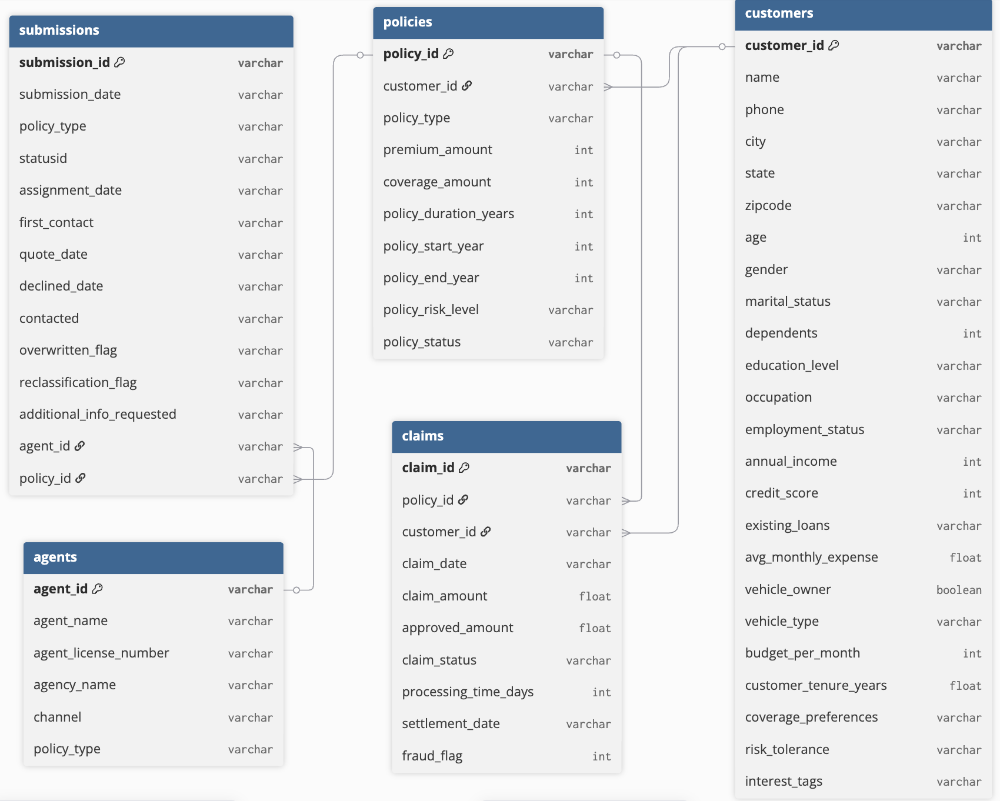 submissions
submission_id varchar
submission_date varchar
policy_type varchar
statusid varchar
assignment_date varchar
first_contact varchar
quote_date varchar
declined_date varchar
contacted varchar
overwritten_flag varchar
reclassification_flag varchar
additional_info_requested varchar
agent_id varchar
policy_id varchar
agents
agent_id varchar
agent_name varchar
agent_license_number varchar
agency_name varchar
channel varchar
policy_type varchar
policies
policy_id varchar
customer_id varchar
policy_type varchar
premium_amount int
coverage_amount int
policy_duration_years int
policy_start_year int
policy_end_year int
policy_risk_level varchar
policy_status varchar
claims
claim_id varchar
policy_id varchar
customer_id varchar
claim_date varchar
claim_amount float
approved_amount float
claim_status varchar
processing_time_days int
settlement_date varchar
fraud_flag int
customers
customer_id varchar
name varchar
phone varchar
city varchar
state varchar
zipcode varchar
age int
gender varchar
marital_status varchar
dependents int
education_level varchar
occupation varchar
employment_status varchar
annual_income int
credit_score int
existing_loans varchar
avg_monthly_expense float
vehicle_owner boolean
vehicle_type varchar
budget_per_month int
customer_tenure_years float
coverage_preferences varchar
risk_tolerance varchar
interest_tags varchar